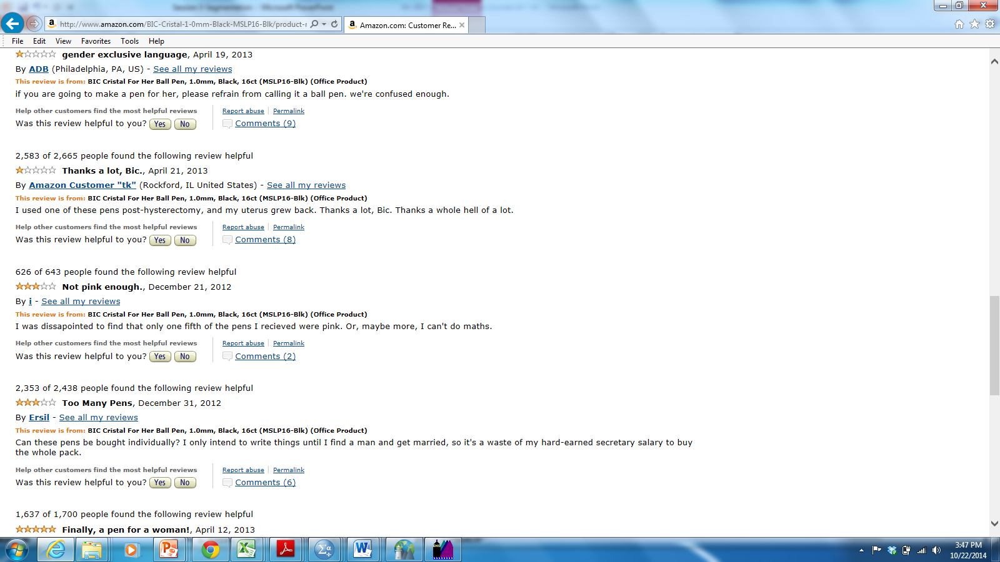 Session 5 Segmentation - Microsoft PowerPoint
http://www.amazon.com/BIC-Cristal-1-0mm-Black-MSLP16-Blk/product-r
Amazon.com: Customer Re...
File Edit View Favorites Tools Help
gender exclusive language, April 19, 2013
By ADB (Philadelphia, PA, US) - See all my reviews
This review is from: BIC Cristal For Her Ball Pen, 1.0mm, Black, 16ct (MSLP16-Blk) (Office Product)
if you are going to make a pen for her, please refrain from calling it a ball pen. we're confused enough.
Help other customers find the most helpful reviews Report abuse | Permalink
Was this review helpful to you? Yes No Comments (9)
2,583 of 2,665 people found the following review helpful
Thanks a lot, Bic., April 21, 2013
By Amazon Customer "tk" (Rockford, IL United States) - See all my reviews
This review is from: BIC Cristal For Her Ball Pen, 1.0mm, Black, 16ct (MSLP16-Blk) (Office Product)
I used one of these pens post-hysterectomy, and my uterus grew back. Thanks a lot, Bic. Thanks a whole hell of a lot.
Help other customers find the most helpful reviews Report abuse | Permalink
Was this review helpful to you? Yes No Comments (8)
626 of 643 people found the following review helpful
Not pink enough., December 21, 2012
By i - See all my reviews
This review is from: BIC Cristal For Her Ball Pen, 1.0mm, Black, 16ct (MSLP16-Blk) (Office Product)
I was dissapointed to find that only one fifth of the pens I recieved were pink. Or, maybe more, I can't do maths.
Help other customers find the most helpful reviews Report abuse | Permalink
Was this review helpful to you? Yes No Comments (2)
2,353 of 2,438 people found the following review helpful
Too Many Pens, December 31, 2012
By Ersil - See all my reviews
This review is from: BIC Cristal For Her Ball Pen, 1.0mm, Black, 16ct (MSLP16-Blk) (Office Product)
Can these pens be bought individually? I only intend to write things until I find a man and get married, so it's a waste of my hard-earned secretary salary to buy
the whole pack.
Help other customers find the most helpful reviews Report abuse | Permalink
Was this review helpful to you? Yes No Comments (6)
1,637 of 1,700 people found the following review helpful
Finally, a pen for a woman!, April 12, 2013
3:47 PM
10/22/2014